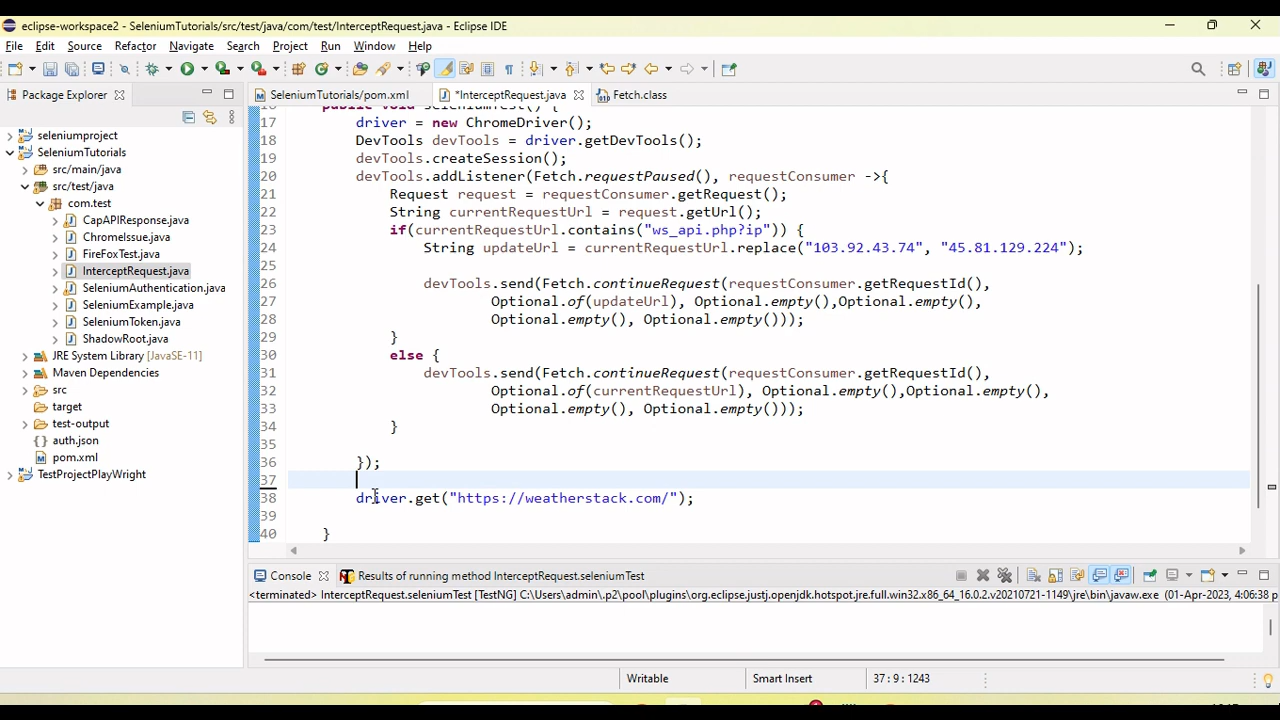 eclipse-workspace2 - SeleniumTutorials/src/test/java/com/test/InterceptRequest.java - Eclipse IDE
File Edit Source Refactor Navigate Search Project Run Window Help
Package Explorer
SeleniumTutorials/pom.xml *InterceptRequest.java Fetch.class
seleniumproject
SeleniumTutorials
src/main/java
src/test/java
com.test
CapAPIResponse.java
ChromeIssue.java
FireFoxTest.java
InterceptRequest.java
SeleniumAuthentication.java
SeleniumExample.java
SeleniumToken.java
ShadowRoot.java
JRE System Library [JavaSE-11]
Maven Dependencies
src
target
test-output
auth.json
pom.xml
TestProjectPlayWright
16 public void seleniumTest() {
17 driver = new ChromeDriver();
18 DevTools devTools = driver.getDevTools();
19 devTools.createSession();
20 devTools.addListener(Fetch.requestPaused(), requestConsumer ->{
21 Request request = requestConsumer.getRequest();
22 String currentRequestUrl = request.getUrl();
23 if(currentRequestUrl.contains("ws_api.php?ip")) {
24 String updateUrl = currentRequestUrl.replace("103.92.43.74", "45.81.129.224");
25
26 devTools.send(Fetch.continueRequest(requestConsumer.getRequestId(),
27 Optional.of(updateUrl), Optional.empty(),Optional.empty(),
28 Optional.empty(), Optional.empty()));
29 }
30 else {
31 devTools.send(Fetch.continueRequest(requestConsumer.getRequestId(),
32 Optional.of(currentRequestUrl), Optional.empty(),Optional.empty(),
33 Optional.empty(), Optional.empty()));
34 }
35
36 });
37
38 driver.get("https://weatherstack.com/");
39
40 }
Console Results of running method InterceptRequest.seleniumTest
<terminated> InterceptRequest.seleniumTest [TestNG] C:\Users\admin\.p2\pool\plugins\org.eclipse.justj.openjdk.hotspot.jre.full.win32.x86_64_16.0.2.v20210721-1149\jre\bin\javaw.exe (01-Apr-2023, 4:06:38 p
Writable Smart Insert 37 : 9 : 1243